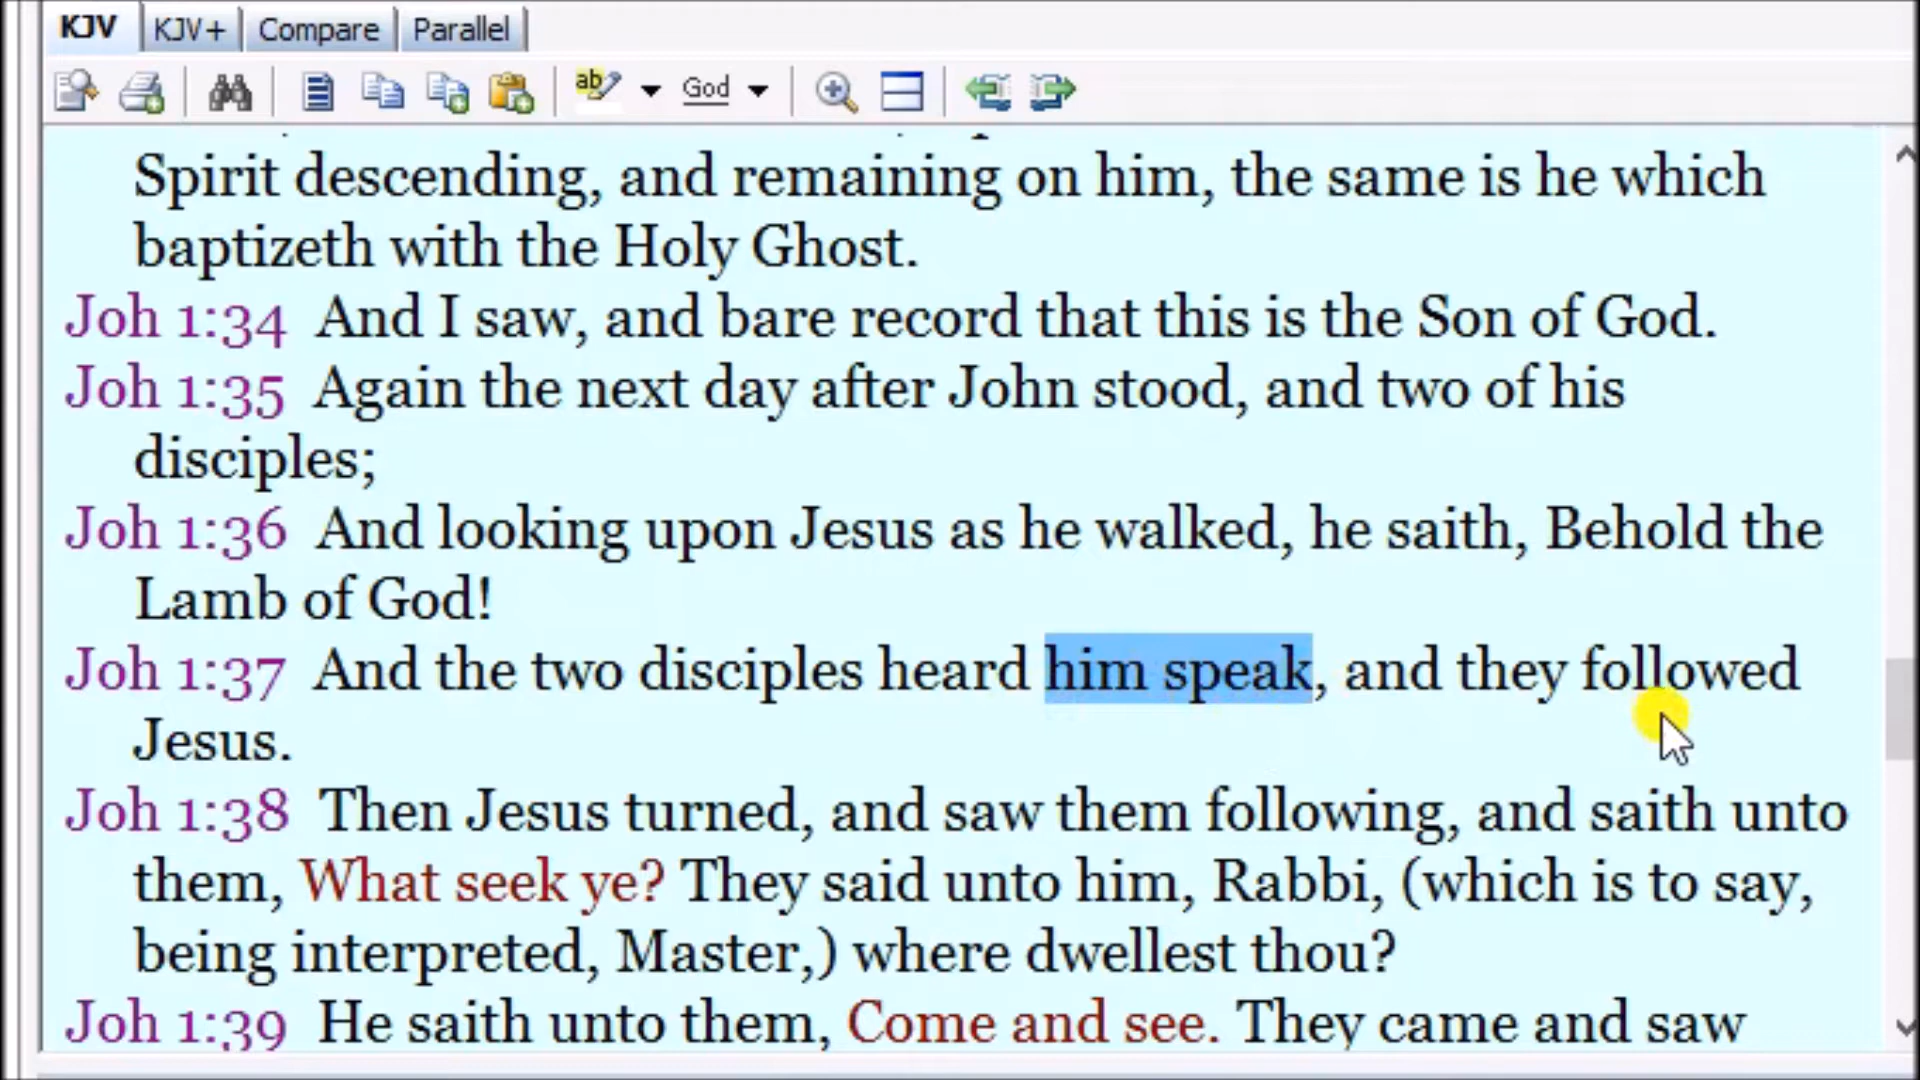 KJV KJV+ Compare Parallel
ab God
Spirit descending, and remaining on him, the same is he which
baptizeth with the Holy Ghost.
Joh 1:34 And I saw, and bare record that this is the Son of God.
Joh 1:35 Again the next day after John stood, and two of his
disciples;
Joh 1:36 And looking upon Jesus as he walked, he saith, Behold the
Lamb of God!
Joh 1:37 And the two disciples heard him speak, and they followed
Jesus.
Joh 1:38 Then Jesus turned, and saw them following, and saith unto
them, What seek ye? They said unto him, Rabbi, (which is to say,
being interpreted, Master,) where dwellest thou?
Joh 1:39 He saith unto them, Come and see. They came and saw